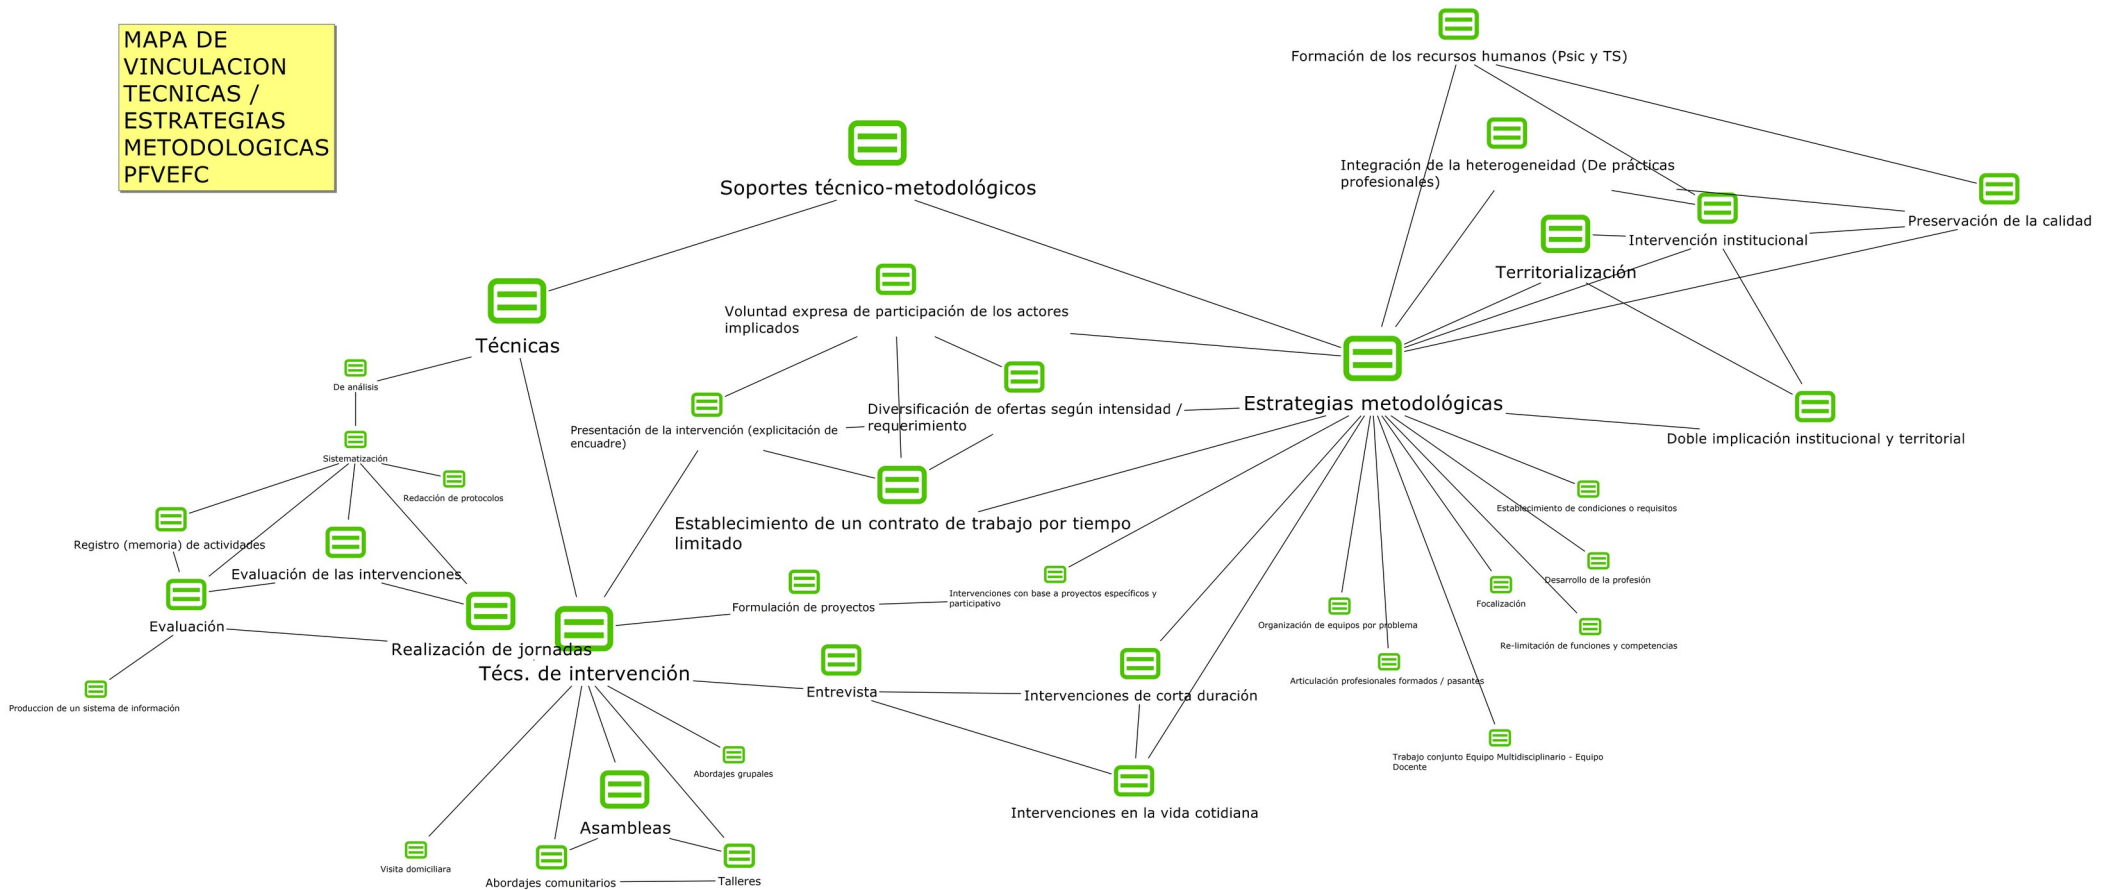 MAPA DE
VINCULACION
TECNICAS /
ESTRATEGIAS
METODOLOGICAS
PFVEFC
Formación de los recursos humanos (Psic y TS)
Integración de la heterogeneidad (De prácticas
profesionales)
Soportes técnico-metodológicos
Preservación de la calidad
Intervención institucional
Territorialización
Voluntad expresa de participación de los actores
implicados
Técnicas
De análisis
Estrategias metodológicas
Diversificación de ofertas según intensidad /
requerimiento
Presentación de la intervención (explicitación de
encuadre)
Doble implicación institucional y territorial
Sistematización
Redacción de protocolos
Establecimiento de condiciones o requisitos
Establecimiento de un contrato de trabajo por tiempo
limitado
Registro (memoria) de actividades
Evaluación de las intervenciones
Desarrollo de la profesión
Intervenciones con base a proyectos específicos y
participativo
Formulación de proyectos
Focalización
Organización de equipos por problema
Evaluación
Re-limitación de funciones y competencias
Realización de jornadas
Técs. de intervención
Articulación profesionales formados / pasantes
Entrevista
Intervenciones de corta duración
Produccion de un sistema de información
Trabajo conjunto Equipo Multidisciplinario - Equipo
Docente
Abordajes grupales
Intervenciones en la vida cotidiana
Asambleas
Visita domiciliara
Abordajes comunitarios
Talleres